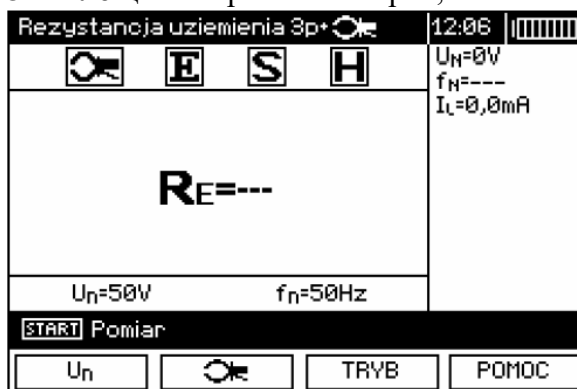 Rezystancja uziemienia 3p+ 12:06
E S H
UN=0V
fN=---
IL=0,0mA
RE=---
Un=50V fn=50Hz
START Pomiar
Un TRYB POMOC